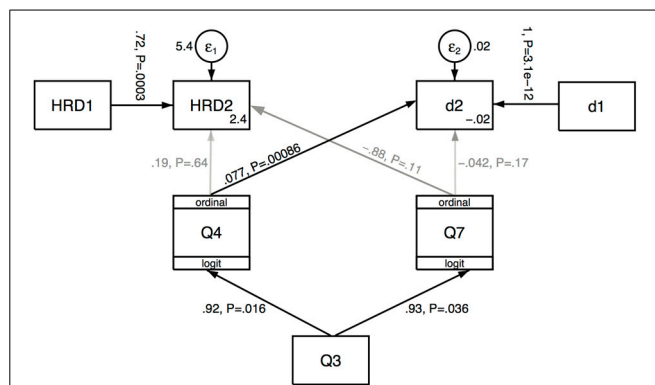 .72, P=.0003
5.4 ε1
ε2 .02
1, P=3.1e−12
HRD1
HRD2
2.4
d2
−.02
d1
.19, P=.64
.077, P=.00086
−.88, P=.11
−.042, P=.17
ordinal
Q4
logit
ordinal
Q7
logit
.92, P=.016
.93, P=.036
Q3